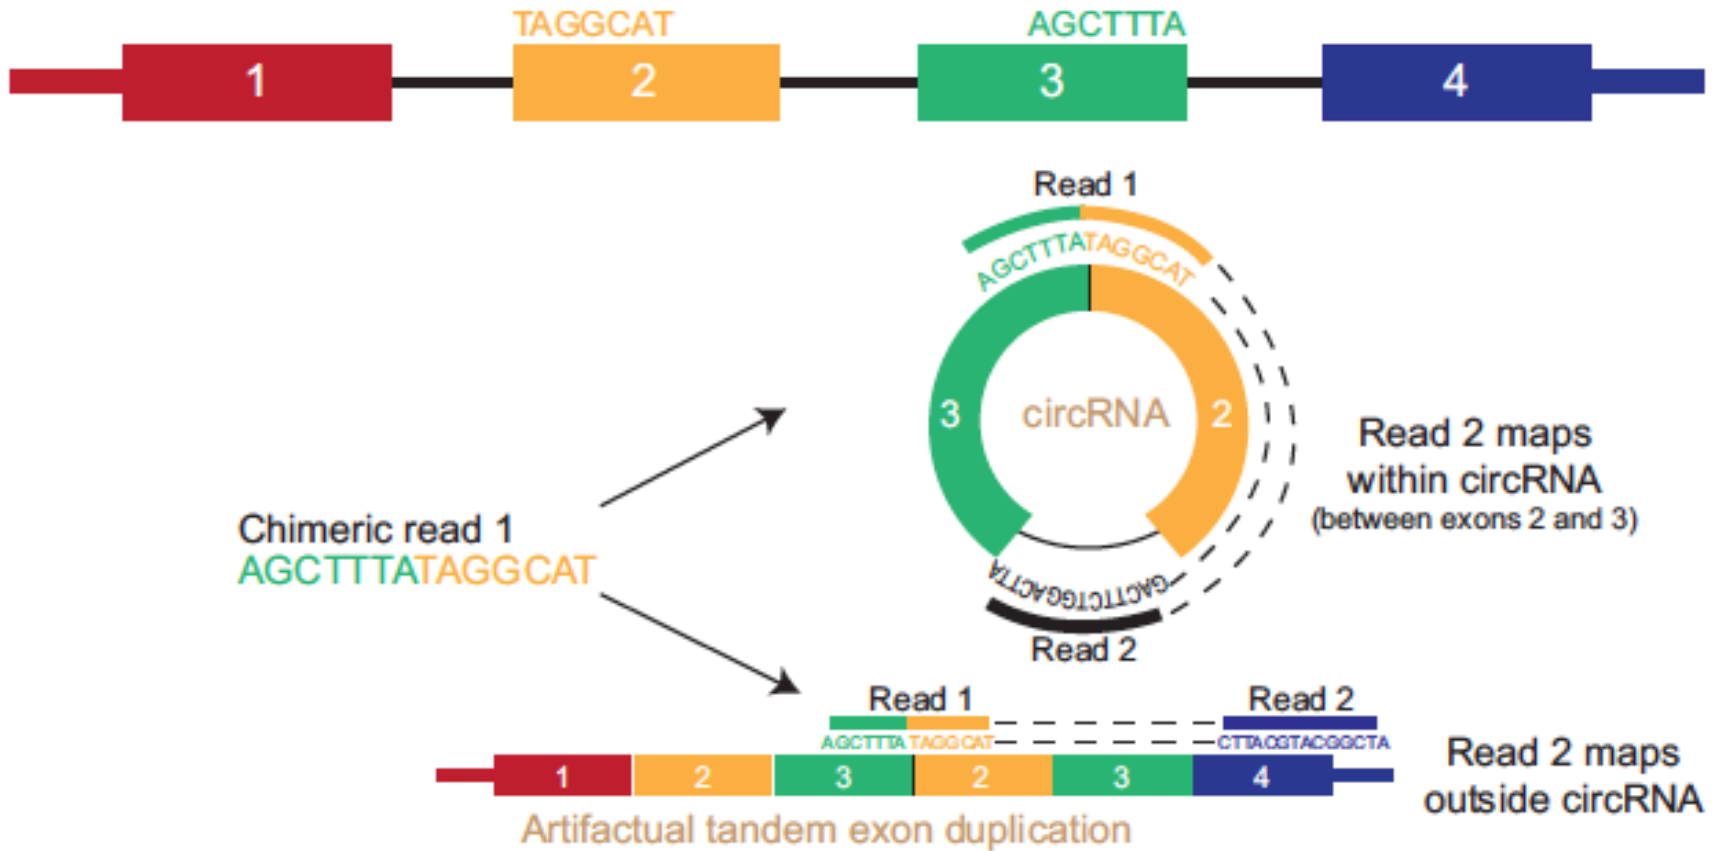 TAGGCAT
AGCTTTA
1
2
3
4
Read 1
AGCTTTATAGGCAT
3
circRNA
2
Read 2 maps
within circRNA
(between exons 2 and 3)
Chimeric read 1
AGCTTTATAGGCAT
GACTTCTGGACTTA
Read 2
Read 1
Read 2
AGCTTTATAGGCAT
CTTACGTACGGCTA
1
2
3
2
3
4
Read 2 maps
outside circRNA
Artifactual tandem exon duplication